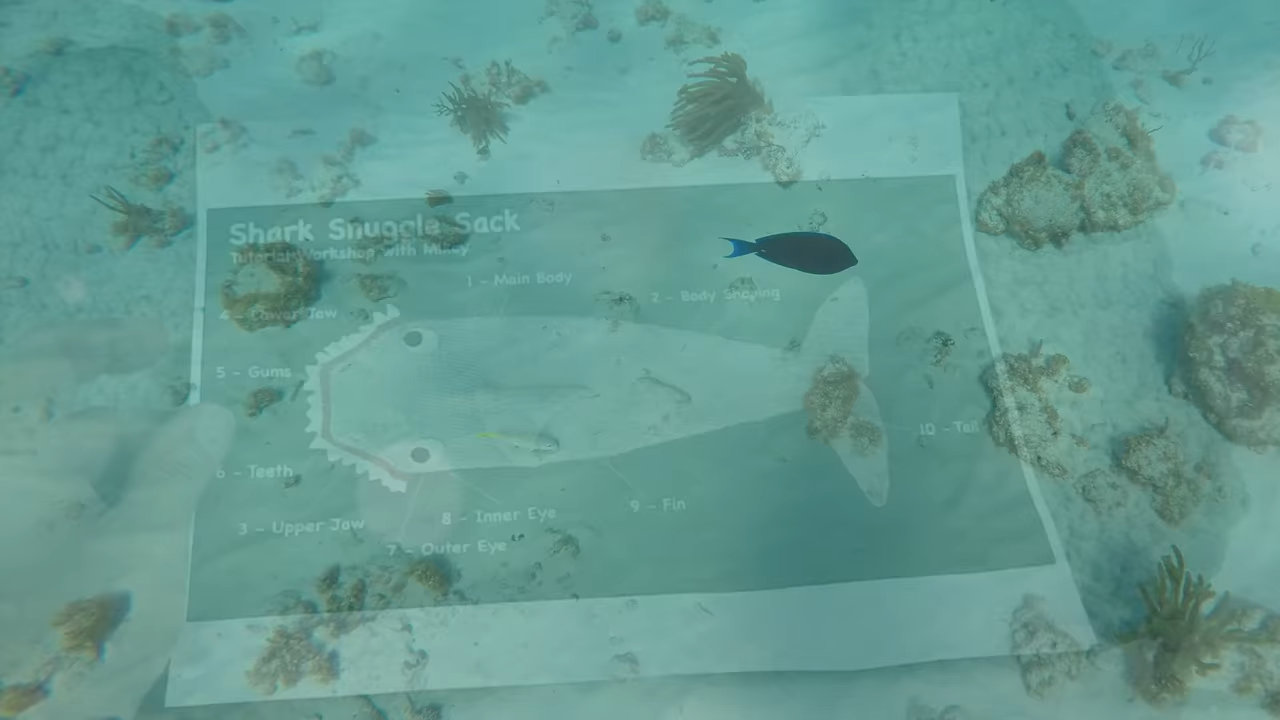 Shark Snuggle Sack
Tutorial Workshop with Mindy
1 - Main Body
2 - Body Shaping
4 - Lower Jaw
5 - Gums
10 - Tail
6 - Teeth
9 - Fin
8 - Inner Eye
3 - Upper Jaw
7 - Outer Eye